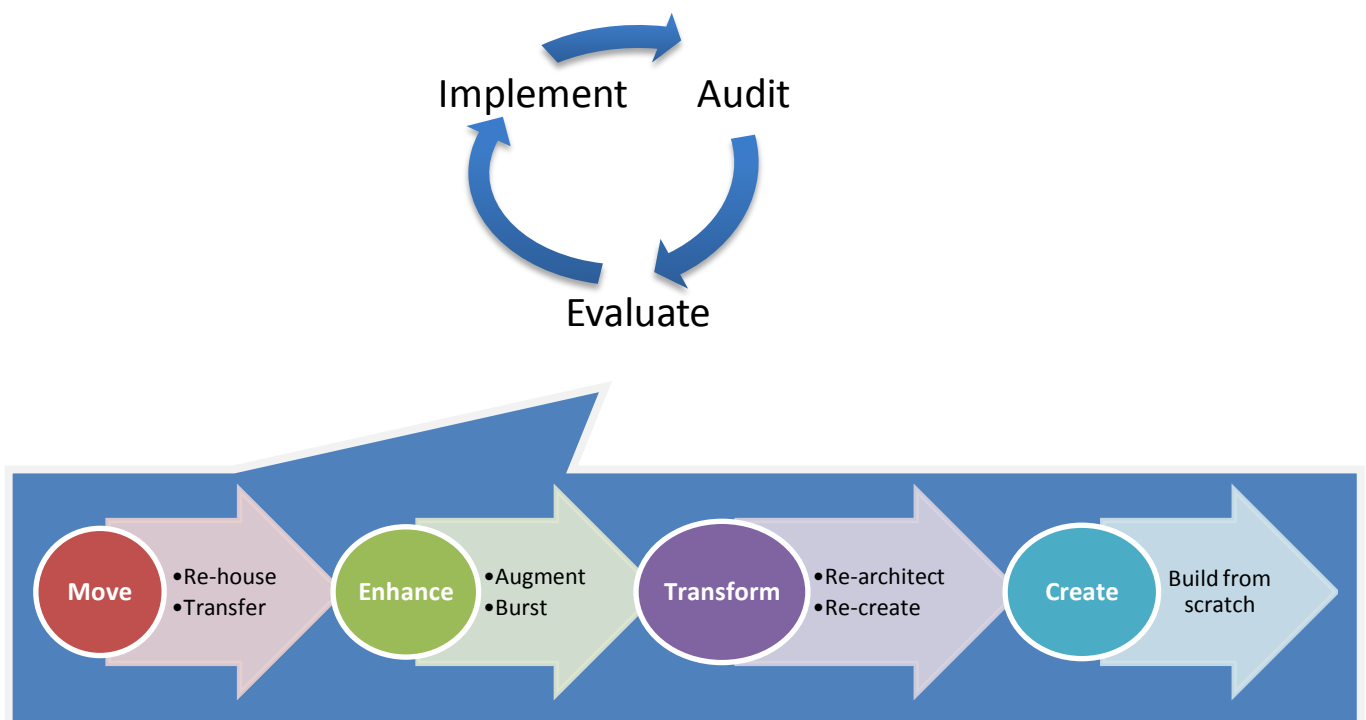 Implement
Audit
Evaluate
Move
•Re-house
•Transfer
Enhance
•Augment
•Burst
Transform
•Re-architect
•Re-create
Create
Build from
scratch